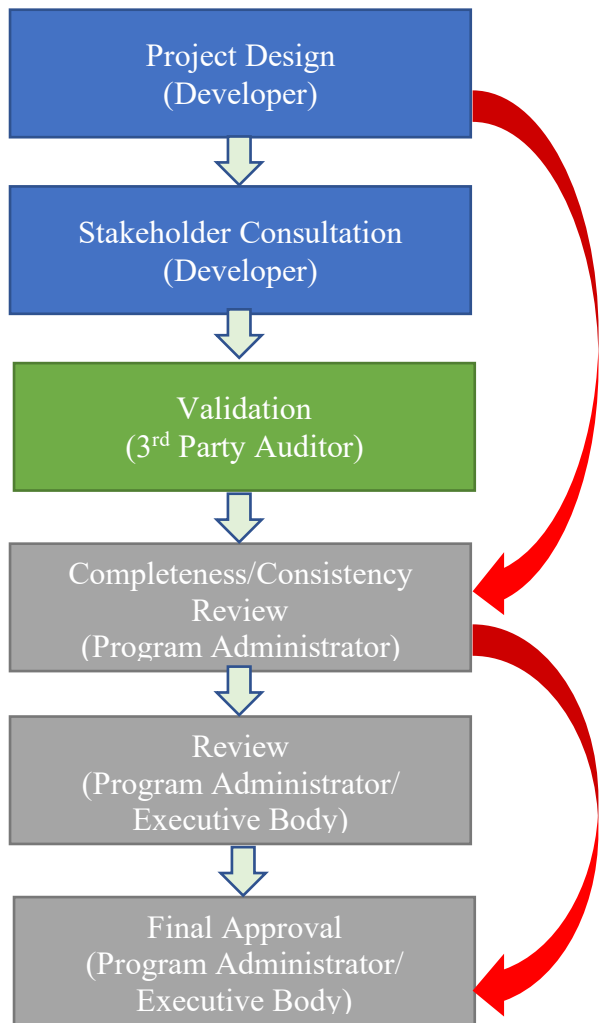 Project Design
(Developer)
Stakeholder Consultation
(Developer)
Validation
(3rd Party Auditor)
Completeness/Consistency
Review
(Program Administrator)
Review
(Program Administrator/
Executive Body)
Final Approval
(Program Administrator/
Executive Body)